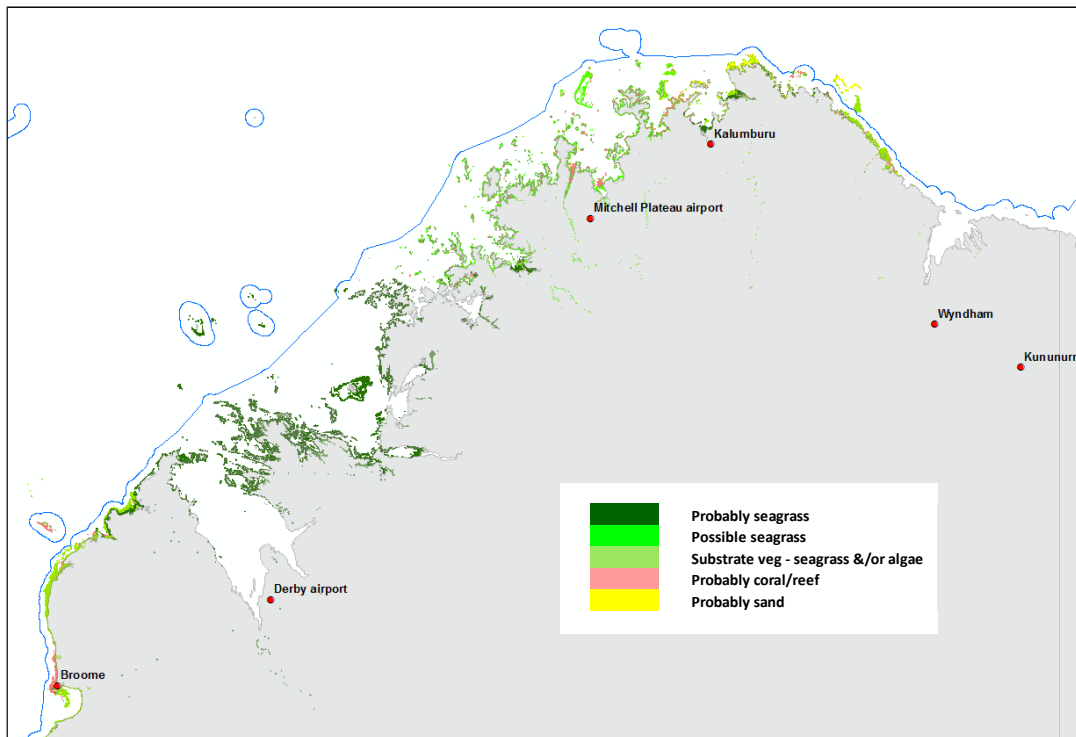 Kalumburu
Mitchell Plateau airport
Wyndham
Kununurr
Probably seagrass
Possible seagrass
Substrate veg - seagrass &/or algae
Probably coral/reef
Probably sand
Derby airport
Broome